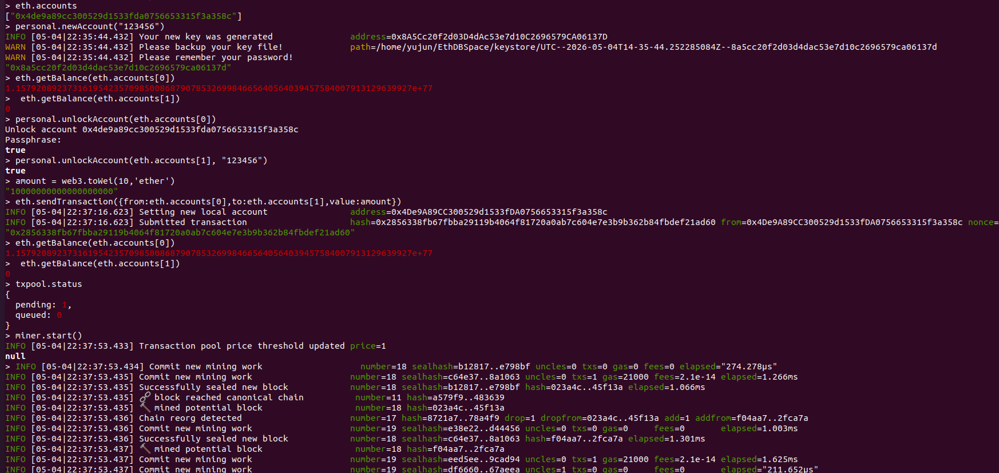 > eth.accounts
["0x4de9a89cc300529d1533fda0756653315f3a358c"]
> personal.newAccount("123456")
INFO [05-04|22:35:44.432] Your new key was generated address=0x8A5Cc20f2D03D4dAc53e7d10C2696579CA06137D
WARN [05-04|22:35:44.432] Please backup your key file! path=/home/yujun/EthDBSpace/keystore/UTC--2026-05-04T14-35-44.252285084Z--8a5cc20f2d03d4dac53e7d10c2696579ca06137d
WARN [05-04|22:35:44.432] Please remember your password!
"0x8a5cc20f2d03d4dac53e7d10c2696579ca06137d"
> eth.getBalance(eth.accounts[0])
1.15792089237316195423570985008687907853269984665640564039457584007913129639927e+77
>  eth.getBalance(eth.accounts[1])
0
> personal.unlockAccount(eth.accounts[0])
Unlock account 0x4de9a89cc300529d1533fda0756653315f3a358c
Passphrase:
true
> personal.unlockAccount(eth.accounts[1], "123456")
true
> amount = web3.toWei(10,'ether')
"10000000000000000000"
> eth.sendTransaction({from:eth.accounts[0],to:eth.accounts[1],value:amount})
INFO [05-04|22:37:16.623] Setting new local account address=0x4De9A89CC300529d1533fDA0756653315f3a358c
INFO [05-04|22:37:16.623] Submitted transaction hash=0x2856338fb67fbba29119b4064f81720a0ab7c604e7e3b9b362b84fbdef21ad60 from=0x4De9A89CC300529d1533fDA0756653315f3a358c nonce=
"0x2856338fb67fbba29119b4064f81720a0ab7c604e7e3b9b362b84fbdef21ad60"
> eth.getBalance(eth.accounts[0])
1.15792089237316195423570985008687907853269984665640564039457584007913129639927e+77
>  eth.getBalance(eth.accounts[1])
0
> txpool.status
{
  pending: 1,
  queued: 0
}
> miner.start()
INFO [05-04|22:37:53.433] Transaction pool price threshold updated price=1
null
> INFO [05-04|22:37:53.434] Commit new mining work number=18 sealhash=b12817..e798bf uncles=0 txs=0 gas=0 fees=0 elapsed="274.278µs"
INFO [05-04|22:37:53.435] Commit new mining work number=18 sealhash=c64e37..8a1063 uncles=0 txs=1 gas=21000 fees=2.1e-14 elapsed=1.266ms
INFO [05-04|22:37:53.435] Successfully sealed new block number=18 sealhash=b12817..e798bf hash=023a4c..45f13a elapsed=1.066ms
INFO [05-04|22:37:53.435] 🔗 block reached canonical chain number=11 hash=a579f9..483639
INFO [05-04|22:37:53.435] 🔨 mined potential block number=18 hash=023a4c..45f13a
INFO [05-04|22:37:53.436] Chain reorg detected number=17 hash=8721a7..78a4f9 drop=1 dropfrom=023a4c..45f13a add=1 addfrom=f04aa7..2fca7a
INFO [05-04|22:37:53.436] Commit new mining work number=19 sealhash=e38e22..d44456 uncles=0 txs=0 gas=0 fees=0 elapsed=1.003ms
INFO [05-04|22:37:53.436] Successfully sealed new block number=18 sealhash=c64e37..8a1063 hash=f04aa7..2fca7a elapsed=1.301ms
INFO [05-04|22:37:53.437] 🔨 mined potential block number=18 hash=f04aa7..2fca7a
INFO [05-04|22:37:53.437] Commit new mining work number=19 sealhash=eed5ee..9cad94 uncles=0 txs=1 gas=21000 fees=2.1e-14 elapsed=1.625ms
INFO [05-04|22:37:53.437] Commit new mining work number=19 sealhash=df6660..67aeea uncles=1 txs=0 gas=0 fees=0 elapsed="211.652µs"